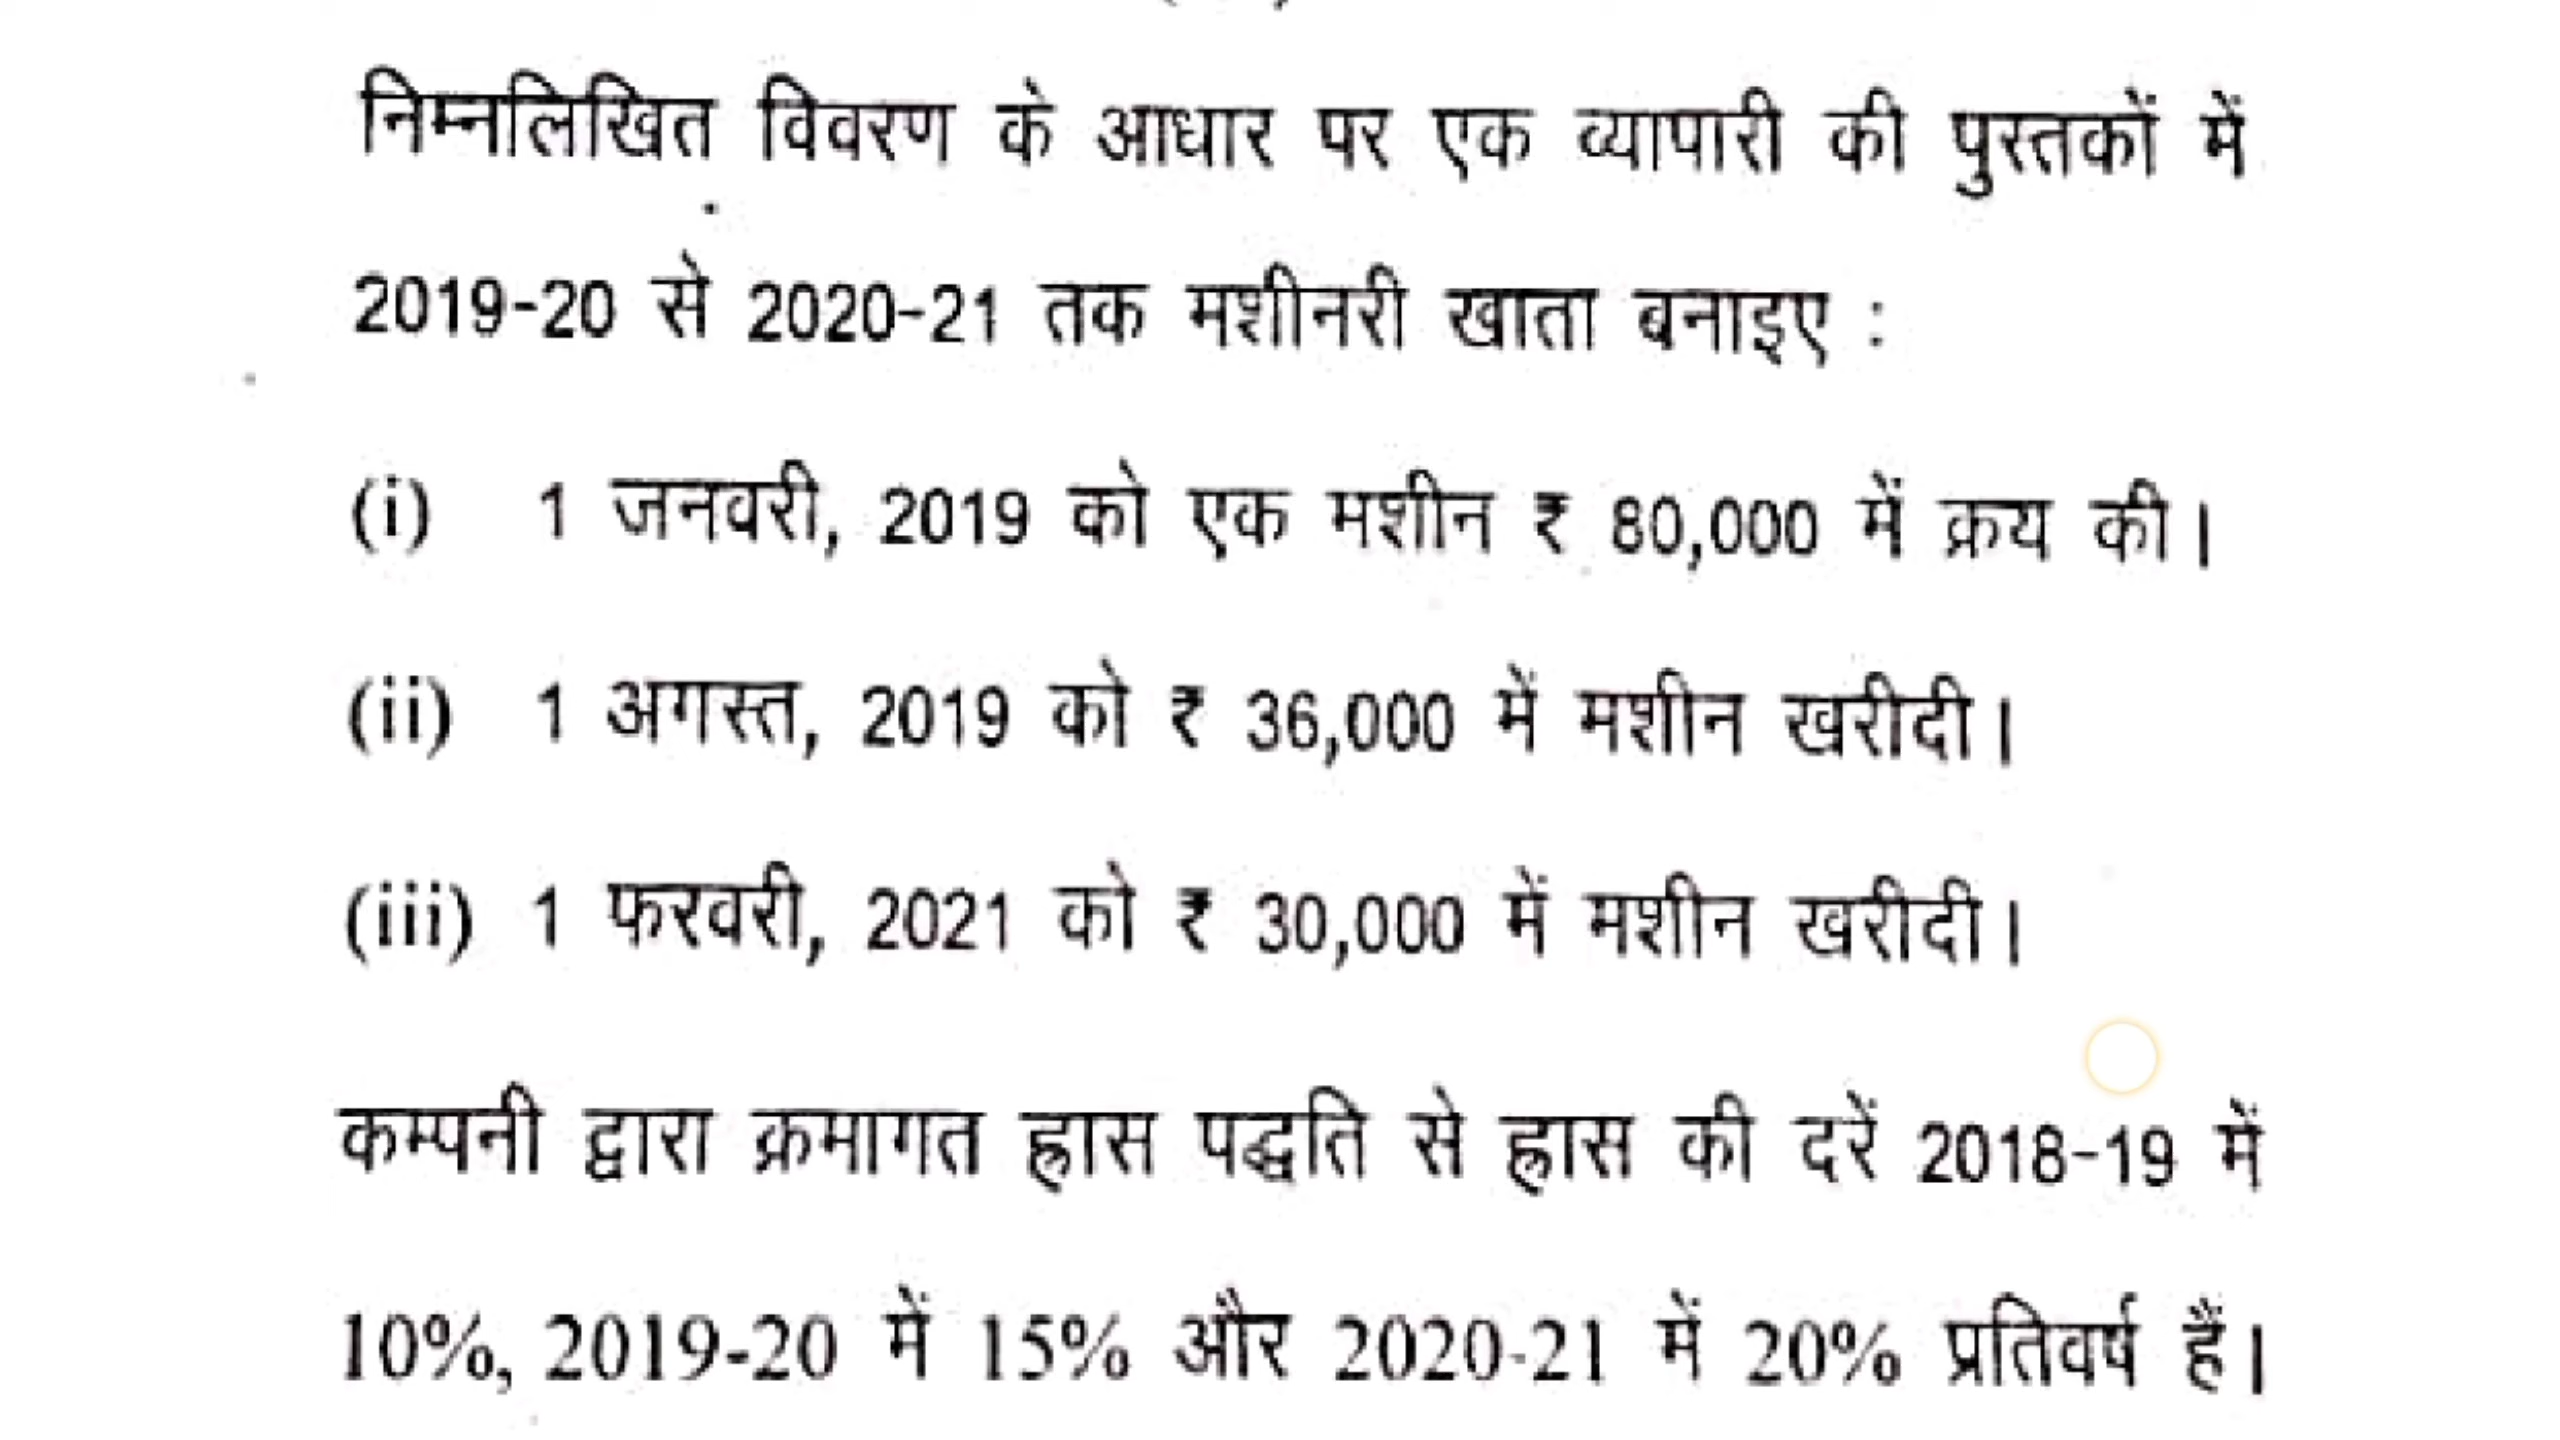 निम्नलिखित विवरण के आधार पर एक व्यापारी की पुस्तकों में
2019-20 से 2020-21 तक मशीनरी खाता बनाइए :
(i) 1 जनवरी, 2019 को एक मशीन ₹ 80,000 में क्रय की।
(ii) 1 अगस्त, 2019 को ₹ 36,000 में मशीन खरीदी।
(iii) 1 फरवरी, 2021 को ₹ 30,000 में मशीन खरीदी।
कम्पनी द्वारा क्रमागत ह्रास पद्धति से ह्रास की दरें 2018-19 में
10%, 2019-20 में 15% और 2020-21 में 20% प्रतिवर्ष हैं।